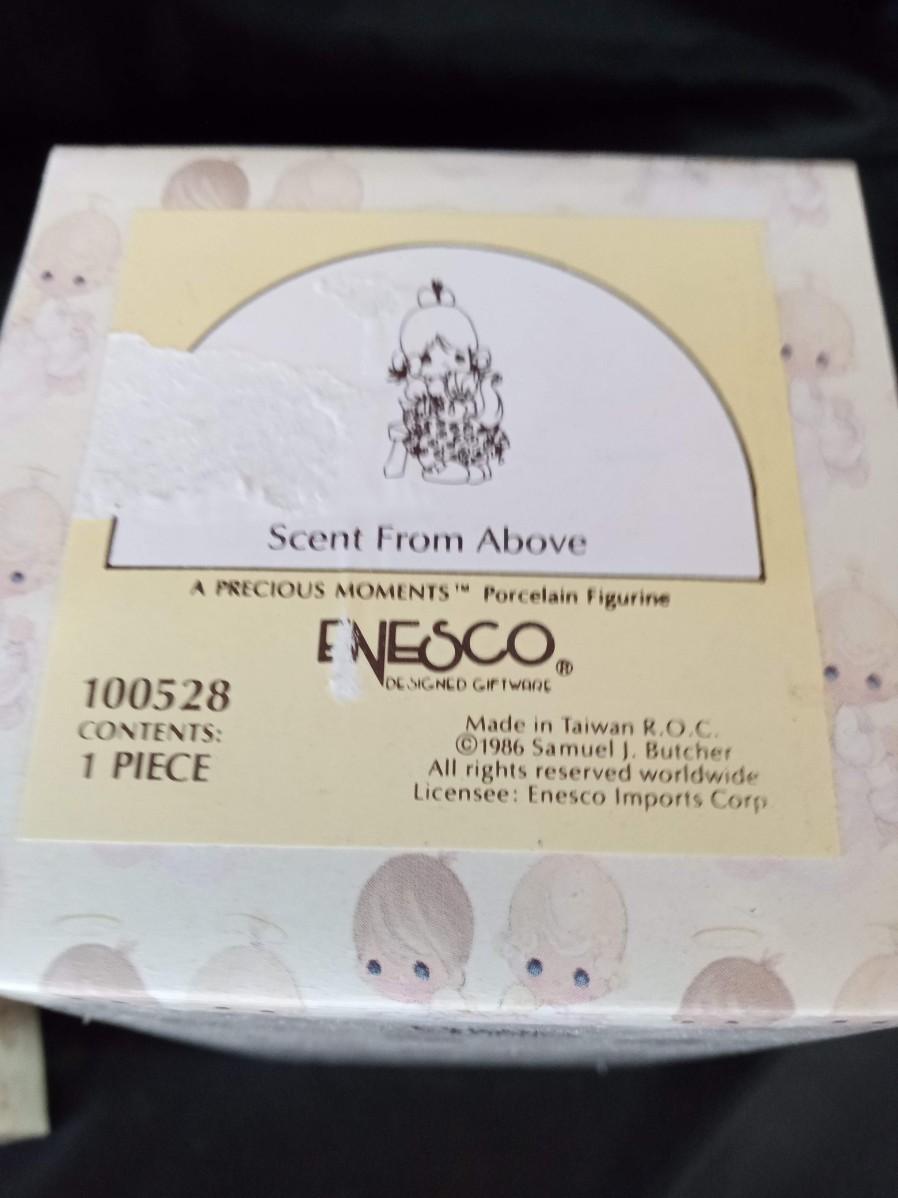 Scent From Above
A PRECIOUS MOMENTS™ Porcelain Figurine
ENESCO®
DESIGNED GIFTWARE
100528
CONTENTS:
1 PIECE
Made in Taiwan R.O.C.
©1986 Samuel J. Butcher
All rights reserved worldwide
Licensee: Enesco Imports Corp